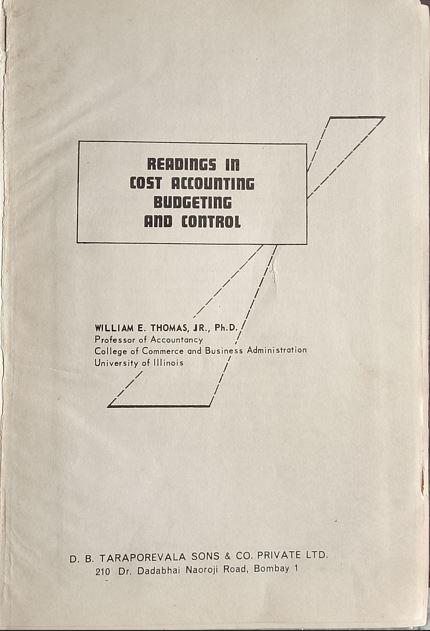 READINGS IN
COST ACCOUNTING
BUDGETING
AND CONTROL
WILLIAM E. THOMAS, JR., Ph.D.
Professor of Accountancy
College of Commerce and Business Administration
University of Illinois
D. B. TARAPOREVALA SONS & CO. PRIVATE LTD.
210 Dr. Dadabhai Naoroji Road, Bombay 1